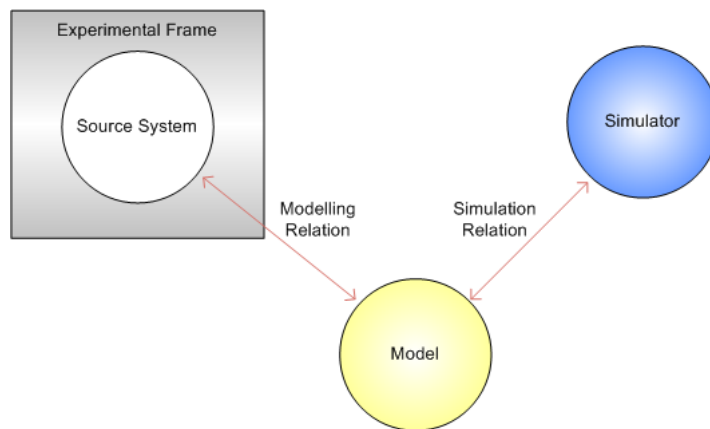 Experimental Frame
Source System
Simulator
Modelling
Relation
Simulation
Relation
Model